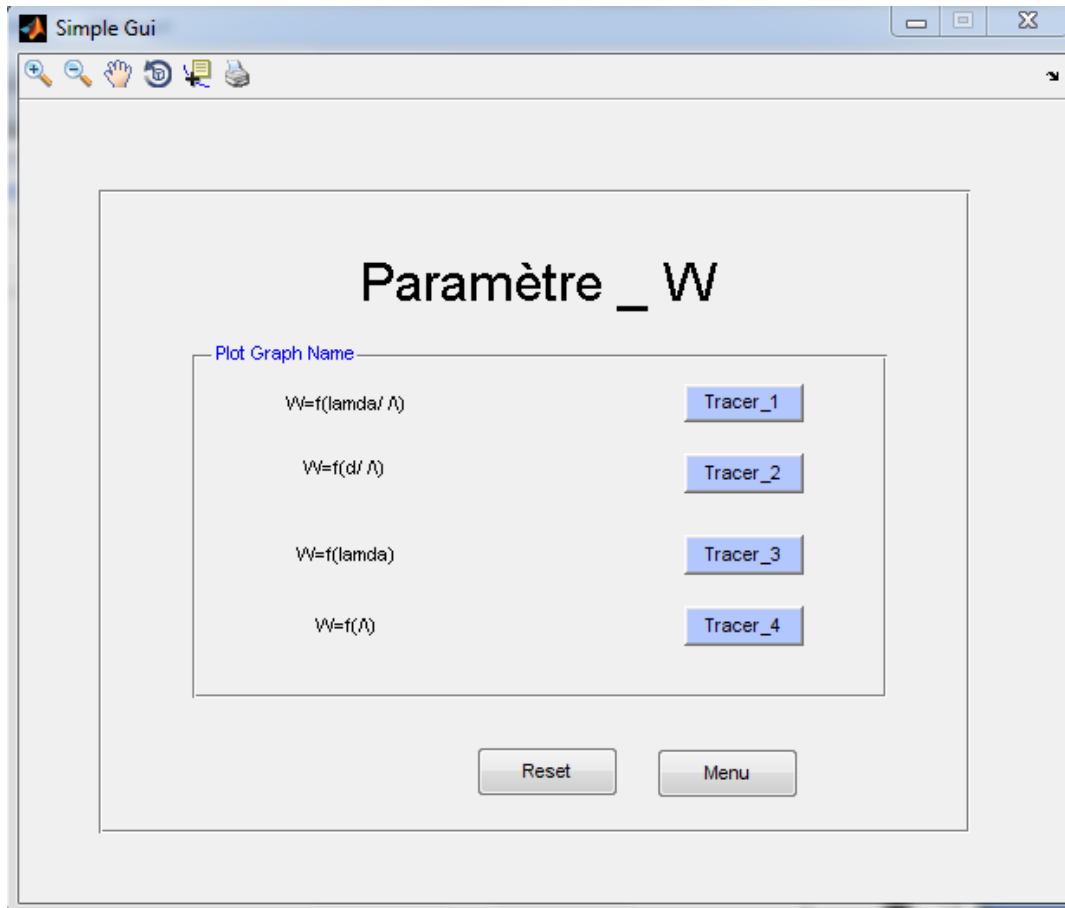 Simple Gui
Paramètre _ W
Plot Graph Name
W=f(lamda/ Λ) Tracer_1
W=f(d/ Λ) Tracer_2
W=f(lamda) Tracer_3
W=f(Λ) Tracer_4
Reset Menu